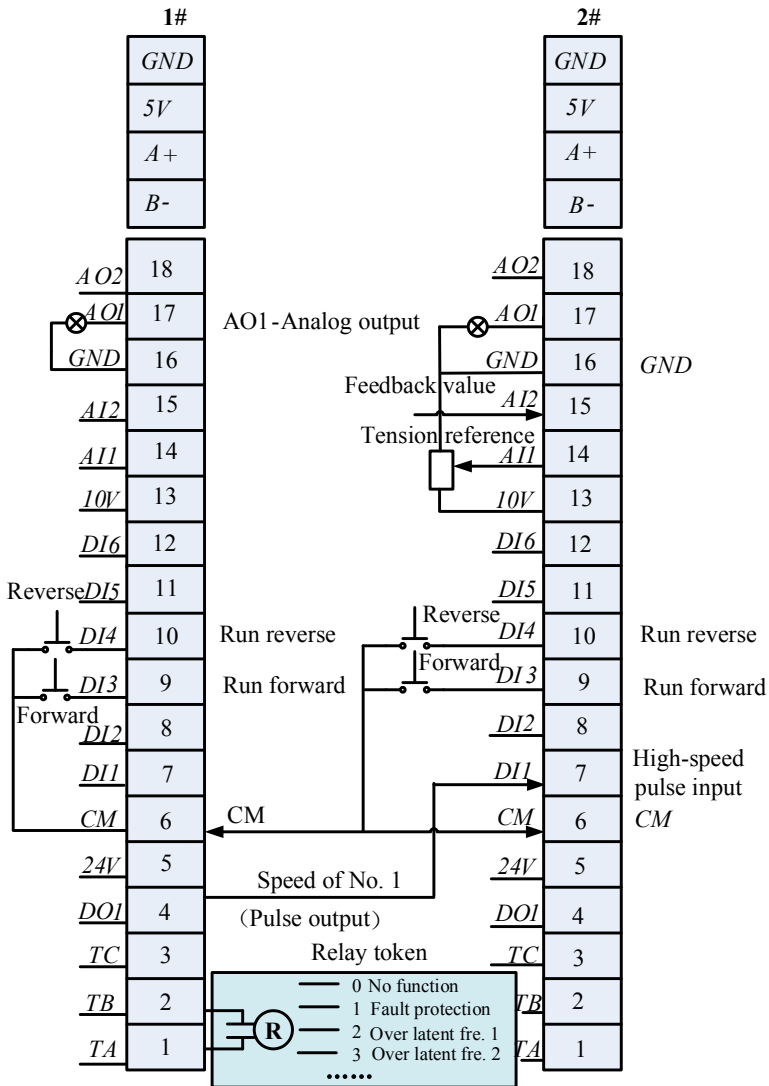 1# 2#
GND GND
5V 5V
A+ A+
B- B-
AO2 18 AO2 18
AO1 17 AO1-Analog output AO1 17
GND 16 GND 16 GND
Feedback value
AI2 15 AI2 15
Tension reference
AI1 14 AI1 14
10V 13 10V 13
DI6 12 DI6 12
DI5 11 DI5 11
Reverse Reverse
DI4 10 Run reverse DI4 10 Run reverse
Forward
DI3 9 Run forward DI3 9 Run forward
Forward
DI2 8 DI2 8
DI1 7 DI1 7 High-speed
pulse input
CM 6 CM CM 6 CM
24V 5 24V 5
Speed of No. 1
DO1 4 (Pulse output) DO1 4
Relay token
TC 3 TC 3
0 No function
TB 2 1 Fault protection TB 2
R 2 Over latent fre. 1
TA 1 3 Over latent fre. 2 TA 1
......